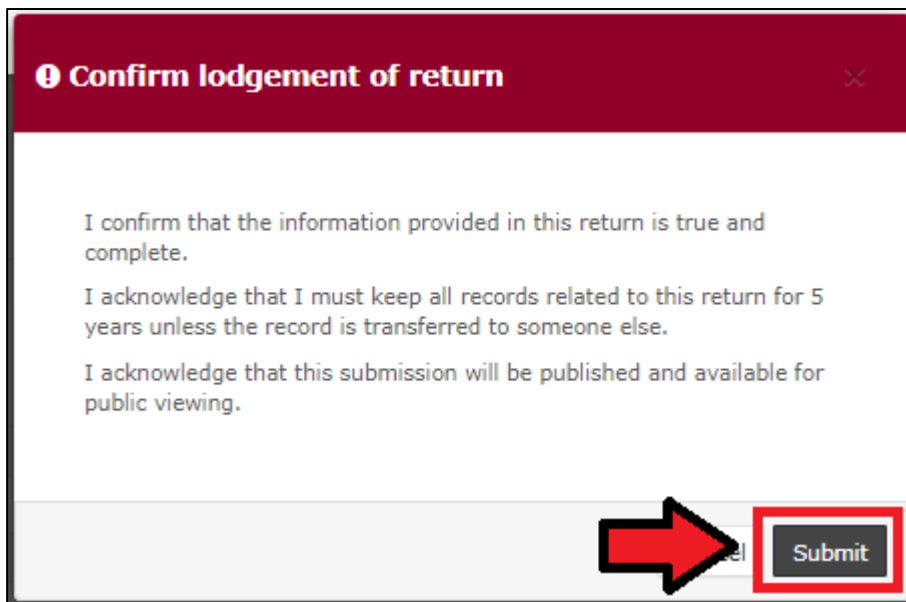 Confirm lodgement of return
I confirm that the information provided in this return is true and
complete.
I acknowledge that I must keep all records related to this return for 5
years unless the record is transferred to someone else.
I acknowledge that this submission will be published and available for
public viewing.
Submit